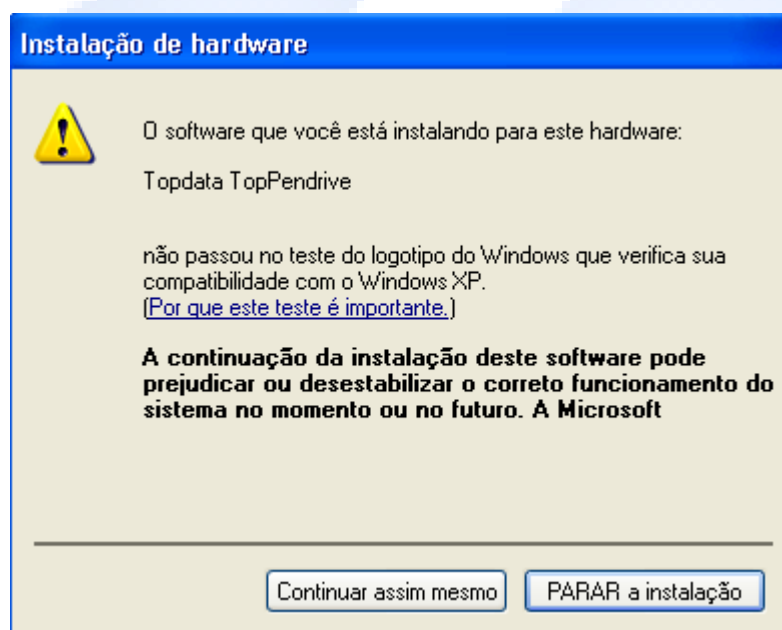 Instalação de hardware
O software que você está instalando para este hardware:
Topdata TopPendrive
não passou no teste do logotipo do Windows que verifica sua
compatibilidade com o Windows XP.
(Por que este teste é importante.)
A continuação da instalação deste software pode
prejudicar ou desestabilizar o correto funcionamento do
sistema no momento ou no futuro. A Microsoft
Continuar assim mesmo
PARAR a instalação